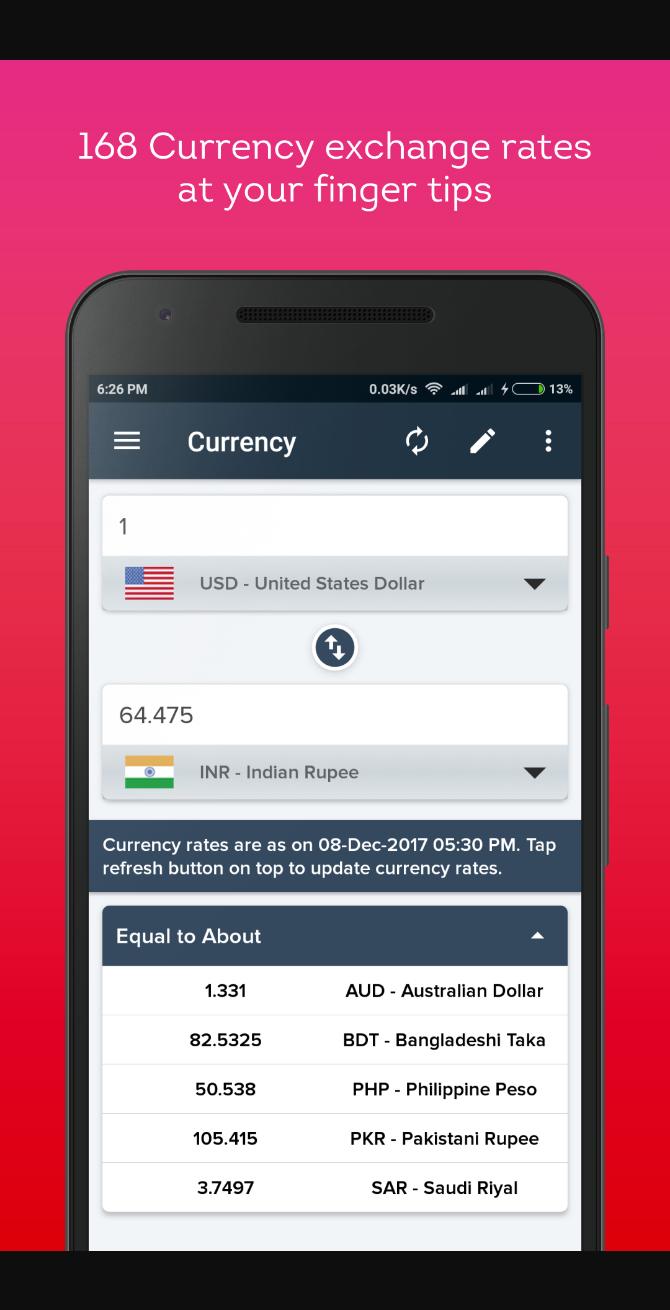 168 Currency exchange rates
at your finger tips
6:26 PM 0.03K/s 13%
Currency
1
USD - United States Dollar
64.475
INR - Indian Rupee
Currency rates are as on 08-Dec-2017 05:30 PM. Tap
refresh button on top to update currency rates.
Equal to About
1.331 AUD - Australian Dollar
82.5325 BDT - Bangladeshi Taka
50.538 PHP - Philippine Peso
105.415 PKR - Pakistani Rupee
3.7497 SAR - Saudi Riyal